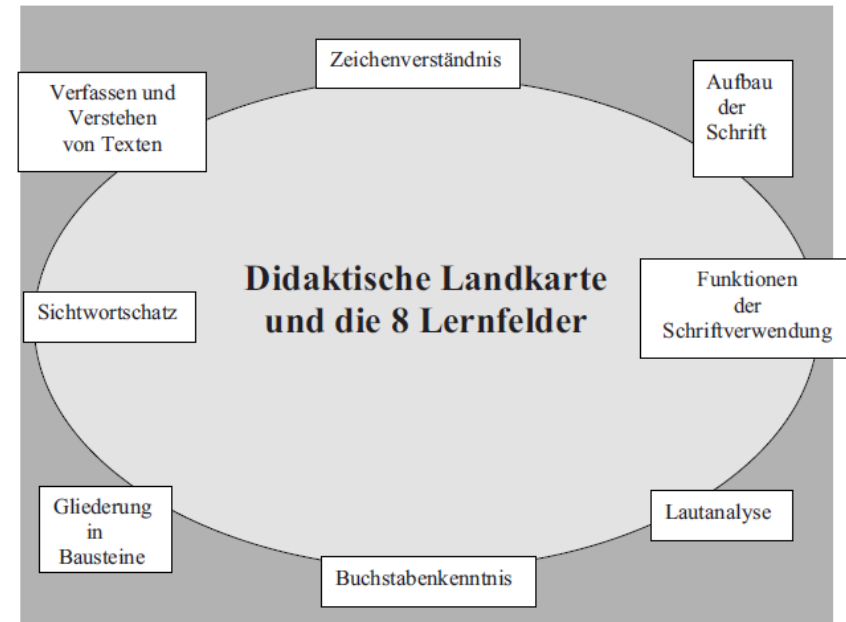 Zeichenverständnis
Verfassen und
Verstehen
von Texten
Aufbau
der
Schrift
Didaktische Landkarte
und die 8 Lernfelder
Funktionen
der
Schriftverwendung
Sichtwortschatz
Gliederung
in
Bausteine
Lautanalyse
Buchstabenkenntnis